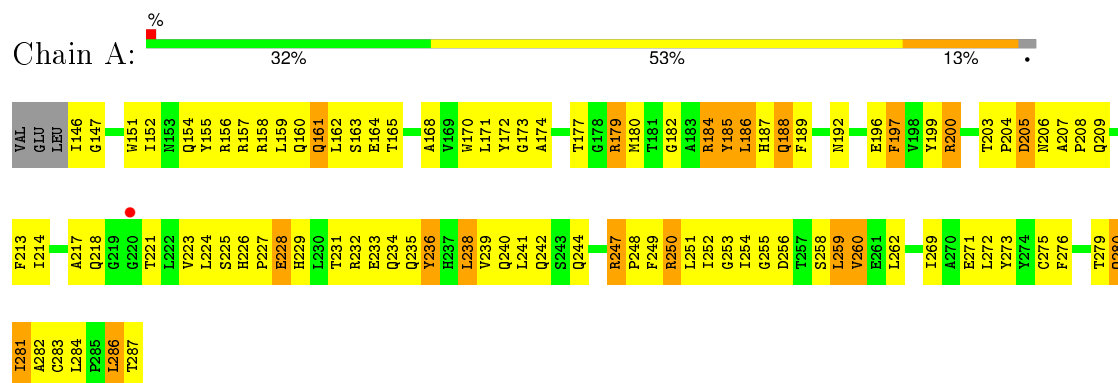 %
Chain A:
32% 53% 13% •
VAL GLU LEU I146 G147 W151 I152 N153 Q154 Y155 R156 R157 R158 L159 Q160 Q161 L162 S163 E164 T165 A168 V169 W170 L171 Y172 G173 A174 T177 G178 R179 M180 T181 G182 A183 R184 Y185 L186 H187 Q188 F189 N192 E196 F197 V198 Y199 R200 T203 P204 D205 N206 A207 P208 Q209
F213 I214 A217 Q218 G219 G220 T221 L222 V223 L224 S225 H226 P227 E228 H229 L230 T231 R232 E233 Q234 Q235 Y236 H237 L238 V239 Q240 L241 Q242 S243 Q244 R247 P248 F249 R250 L251 I252 G253 I254 G255 D256 T257 S258 L259 V260 E261 L262 I269 A270 E271 L272 Y273 Y274 C275 F276 T279 Q280
I281 A282 C283 L284 P285 L286 T287